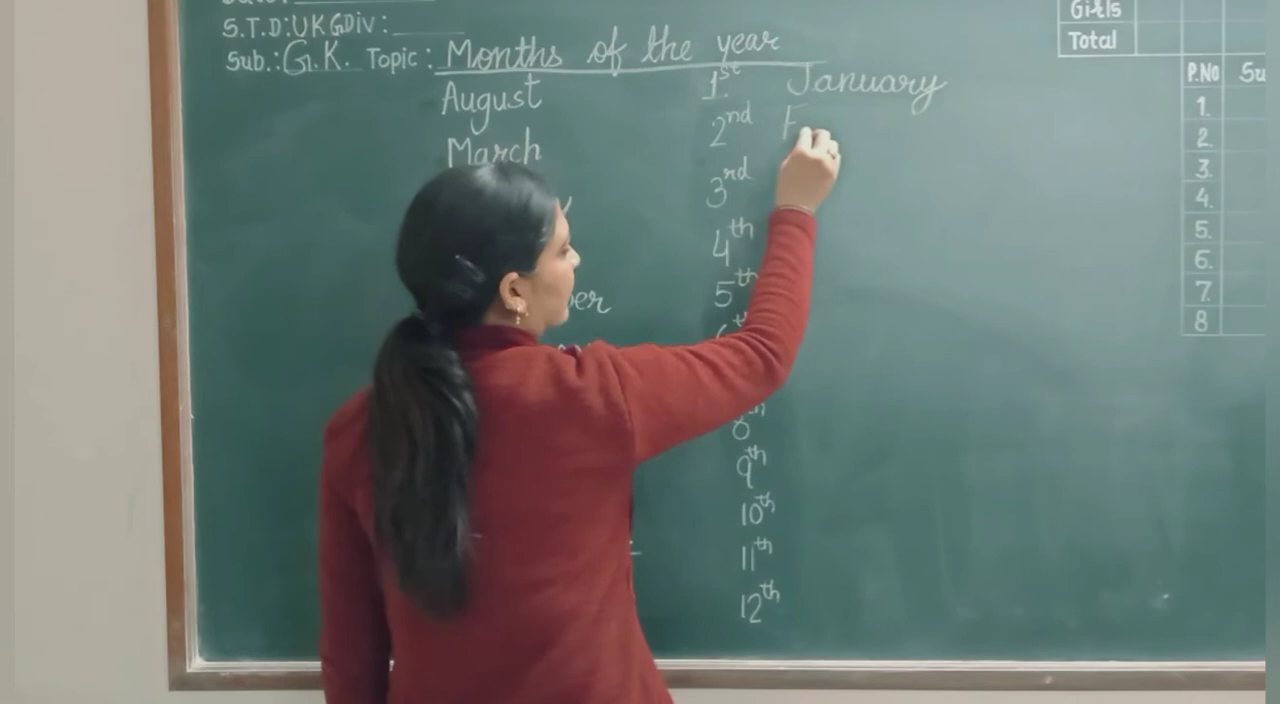 S.T.D:UKG Div:
Sub.: G.K. Topic: Months of the year
August
March
1st January
2nd F
3rd
4th
5th
8th
9th
10th
11th
12th
Girls
Total
P.No
1.
2.
3.
4.
5.
6.
7.
8